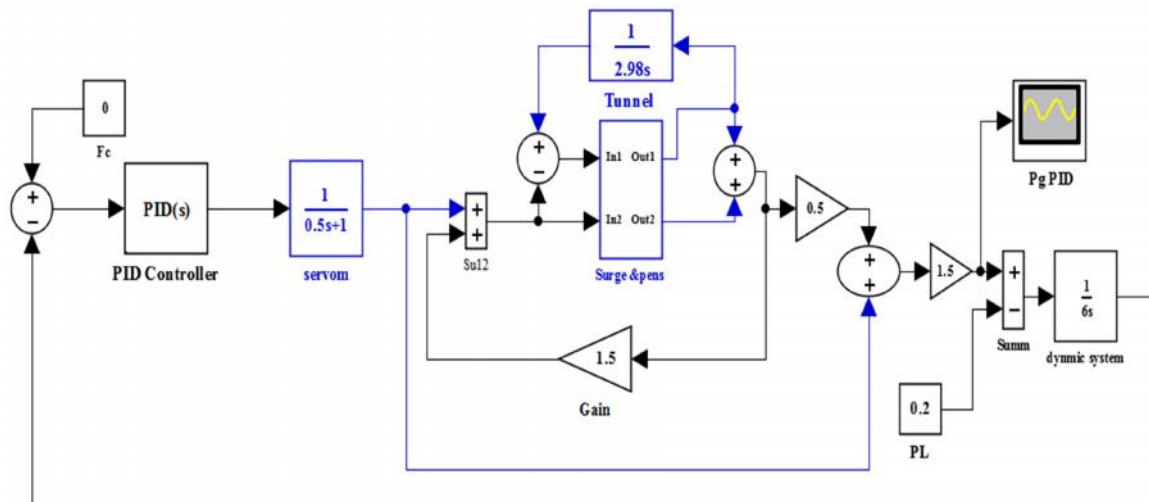 1
2.98s
Tunnel
0
Fc
+
−
PID(s)
PID Controller
1
0.5s+1
servom
+
+
Su12
+
−
In1 Out1
In2 Out2
Surge &pens
+
+
0.5
+
+
1.5
Pg PID
+
−
Summ
1
6s
dynmic system
1.5
Gain
0.2
PL